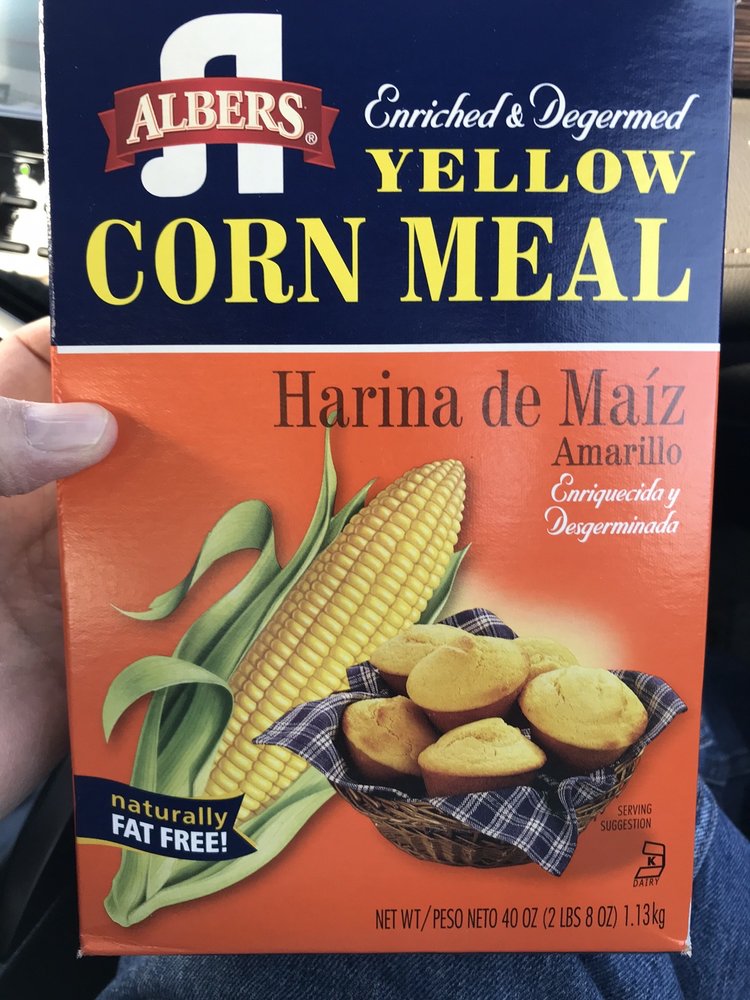 ALBERS®
Enriched & Degermed
YELLOW
CORN MEAL
Harina de Maíz
Amarillo
Enriquecida y
Desgerminada
naturally
FAT FREE!
SERVING
SUGGESTION
K
DAIRY
NET WT/PESO NETO 40 OZ (2 LBS 8 OZ) 1.13kg